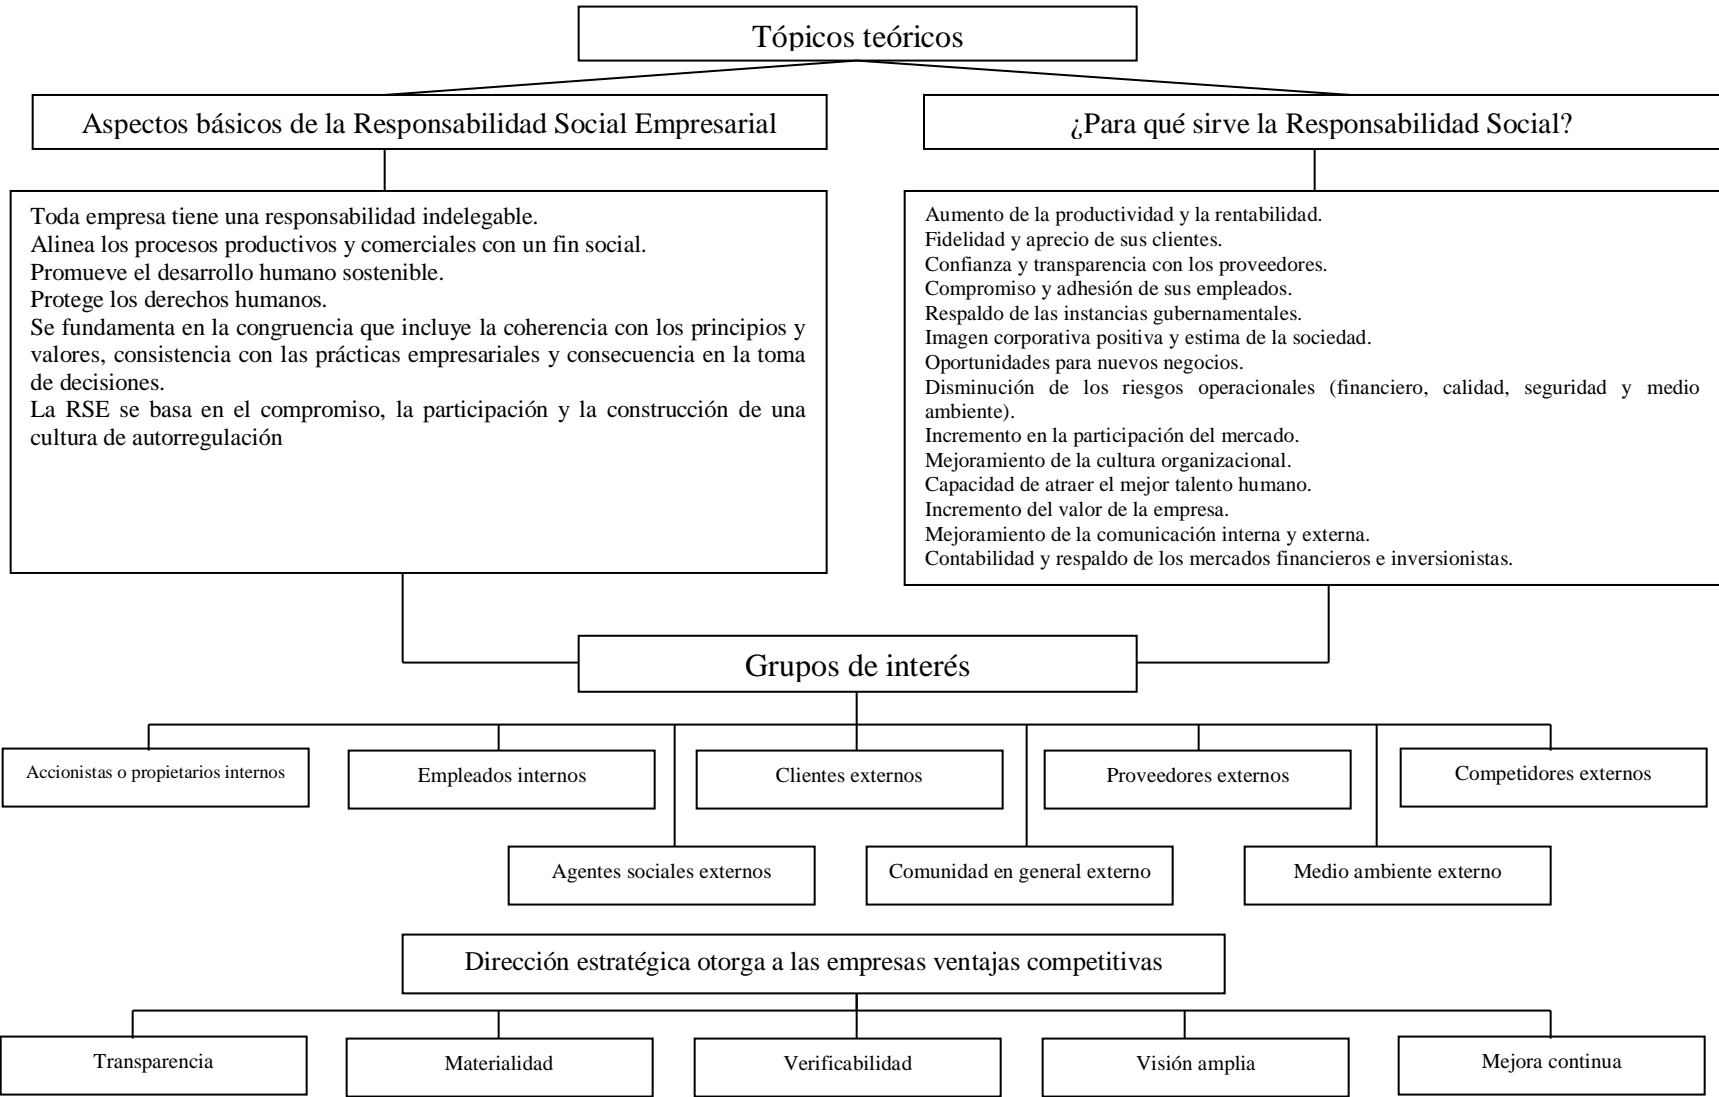 Tópicos teóricos
Aspectos básicos de la Responsabilidad Social Empresarial
¿Para qué sirve la Responsabilidad Social?
Toda empresa tiene una responsabilidad indelegable.
Alinea los procesos productivos y comerciales con un fin social.
Promueve el desarrollo humano sostenible.
Protege los derechos humanos.
Se fundamenta en la congruencia que incluye la coherencia con los principios y
valores, consistencia con las prácticas empresariales y consecuencia en la toma
de decisiones.
La RSE se basa en el compromiso, la participación y la construcción de una
cultura de autorregulación
Aumento de la productividad y la rentabilidad.
Fidelidad y aprecio de sus clientes.
Confianza y transparencia con los proveedores.
Compromiso y adhesión de sus empleados.
Respaldo de las instancias gubernamentales.
Imagen corporativa positiva y estima de la sociedad.
Oportunidades para nuevos negocios.
Disminución de los riesgos operacionales (financiero, calidad, seguridad y medio
ambiente).
Incremento en la participación del mercado.
Mejoramiento de la cultura organizacional.
Capacidad de atraer el mejor talento humano.
Incremento del valor de la empresa.
Mejoramiento de la comunicación interna y externa.
Contabilidad y respaldo de los mercados financieros e inversionistas.
Grupos de interés
Accionistas o propietarios internos
Empleados internos
Clientes externos
Proveedores externos
Competidores externos
Agentes sociales externos
Comunidad en general externo
Medio ambiente externo
Dirección estratégica otorga a las empresas ventajas competitivas
Transparencia
Materialidad
Verificabilidad
Visión amplia
Mejora continua